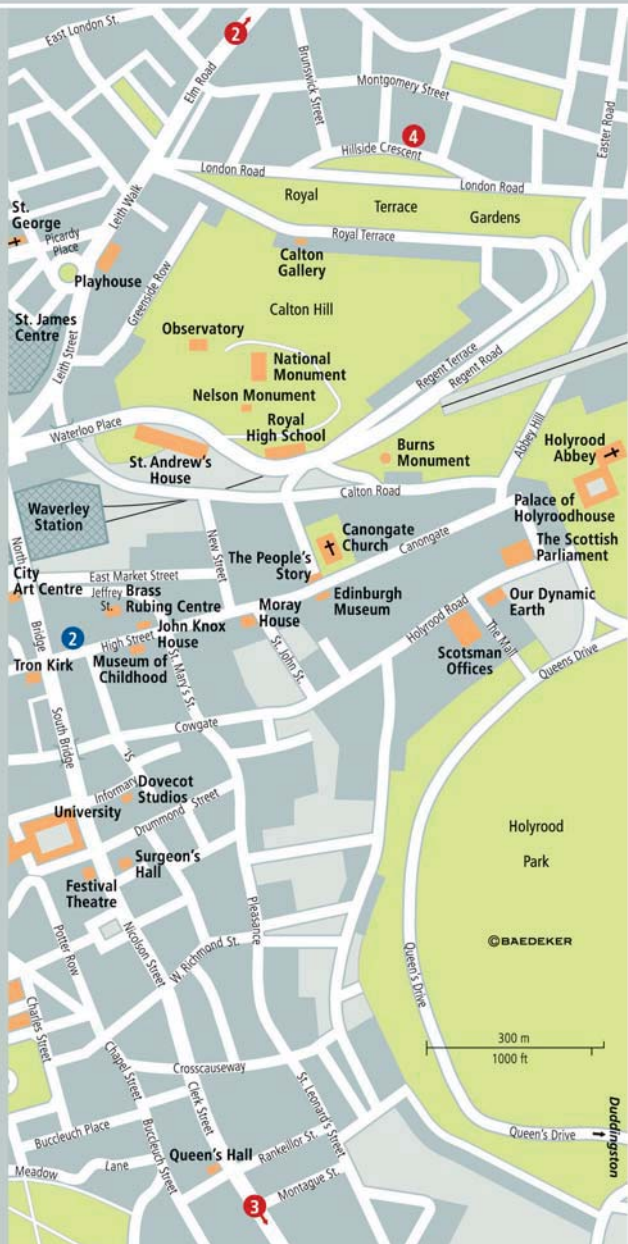 East London St.
2
Elm Road
Brunswick Street
Montgomery Street
Easter Road
4
Hillside Crescent
London Road
London Road
St.
George
Leith Walk
Royal
Terrace
Gardens
Picardy
Place
Royal Terrace
Playhouse
Greenside Row
Calton
Gallery
Calton Hill
St. James
Centre
Leith Street
Observatory
National
Monument
Nelson Monument
Regent Terrace
Regent Road
Waterloo Place
Royal
High School
St. Andrew's
House
Burns
Monument
Abbey Hill
Holyrood
Abbey
Calton Road
Palace of
Holyroodhouse
Waverley
Station
New Street
Canongate
Church
Canongate
The Scottish
Parliament
North
Bridge
The People's
Story
City
Art Centre
East Market Street
Jeffrey
St.
Brass
Rubing Centre
Moray
House
Edinburgh
Museum
Holyrood Road
Our Dynamic
Earth
John Knox
House
2
High Street
Museum of
Childhood
St. Mary's St.
St. John St.
Scotsman
Offices
The Mall
Queens Drive
Tron Kirk
South Bridge
Cowgate
Informary
St.
Dovecot
Studios
University
Drummond Street
Surgeon's
Hall
Festival
Theatre
Holyrood
Park
Potter Row
Nicolson Street
Pleasance
W. Richmond St.
©BAEDEKER
Queen's Drive
Charles Street
300 m
1000 ft
Chapel Street
Crosscauseway
Clerk Street
St. Leonard's Street
Duddingston
Buccleuch Place
Buccleuch Street
Queen's Hall
Rankeillor St.
Queen's Drive
Meadow
Lane
Montague St.
3